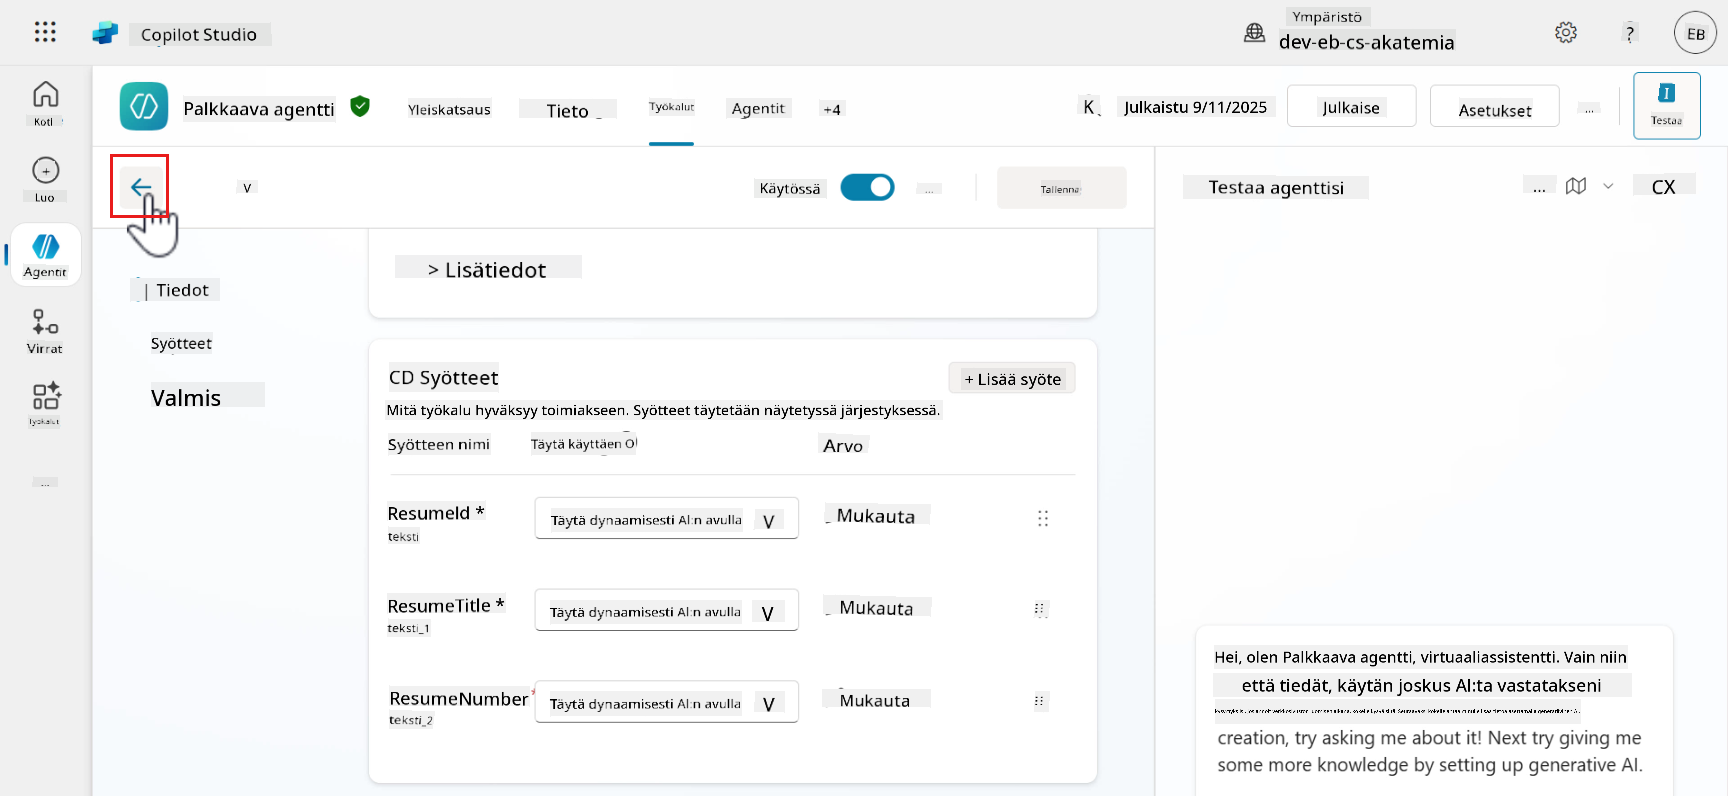 Copilot Studio
Ympäristö
dev-eb-cs-akatemia
?
EB
Koti
Luo
Agentit
Virrat
Työkalut
...
Palkkaava agentti
Yleiskatsaus
Tieto
Työkalut
Agentit
+4
K
Julkaistu 9/11/2025
Julkaise
Asetukset
...
Testaa
V
Käytössä
...
Tallenna
| Tiedot
Syötteet
Valmis
> Lisätiedot
CD Syötteet
+ Lisää syöte
Mitä työkalu hyväksyy toimiakseen. Syötteet täytetään näytetyssä järjestyksessä.
Syötteen nimi
Täytä käyttäen O
Arvo
ResumeId *
teksti
Täytä dynaamisesti AI:n avulla V
Mukauta
ResumeTitle *
teksti_1
Täytä dynaamisesti AI:n avulla V
Mukauta
ResumeNumber *
teksti_2
Täytä dynaamisesti AI:n avulla V
Mukauta
Testaa agenttisi
...
CX
Hei, olen Palkkaava agentti, virtuaaliassistentti. Vain niin
että tiedät, käytän joskus AI:ta vastatakseni
creation, try asking me about it! Next try giving me
some more knowledge by setting up generative AI.